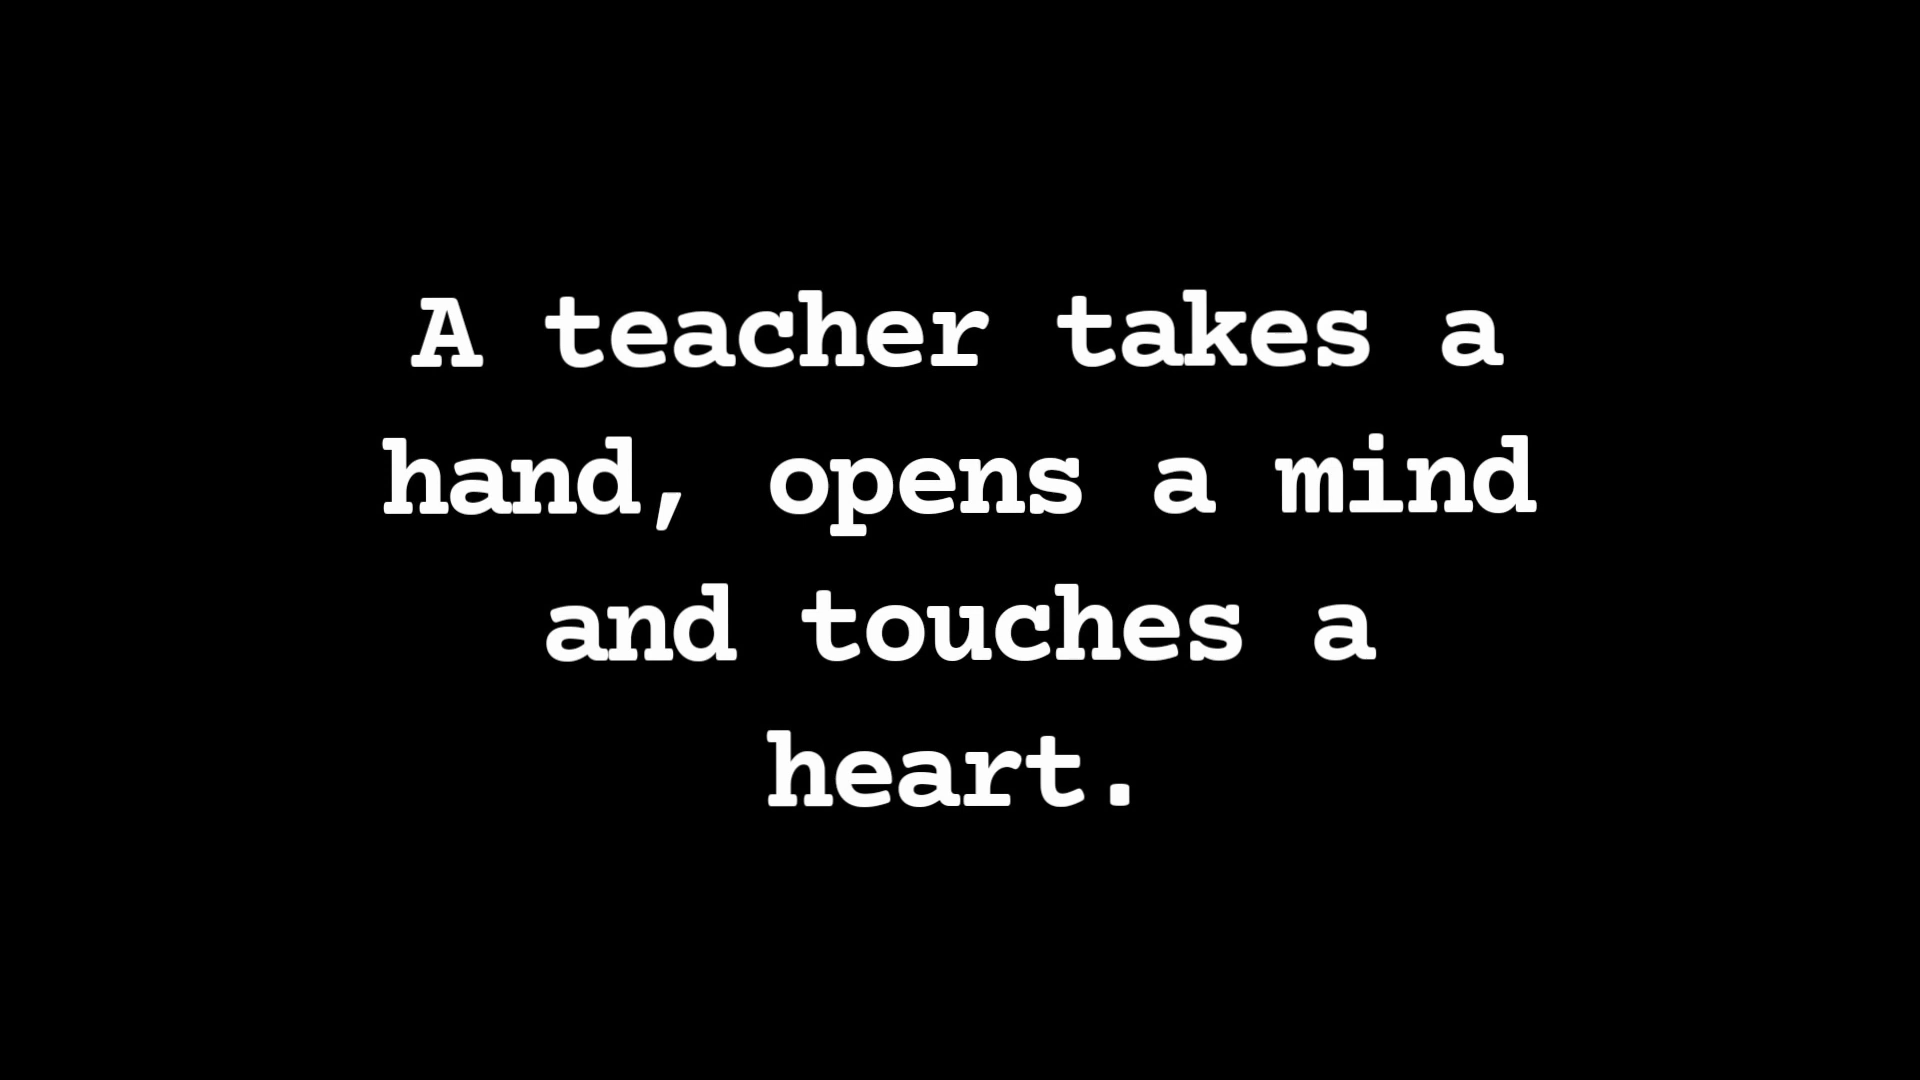 A teacher takes a
hand, opens a mind
and touches a
heart.